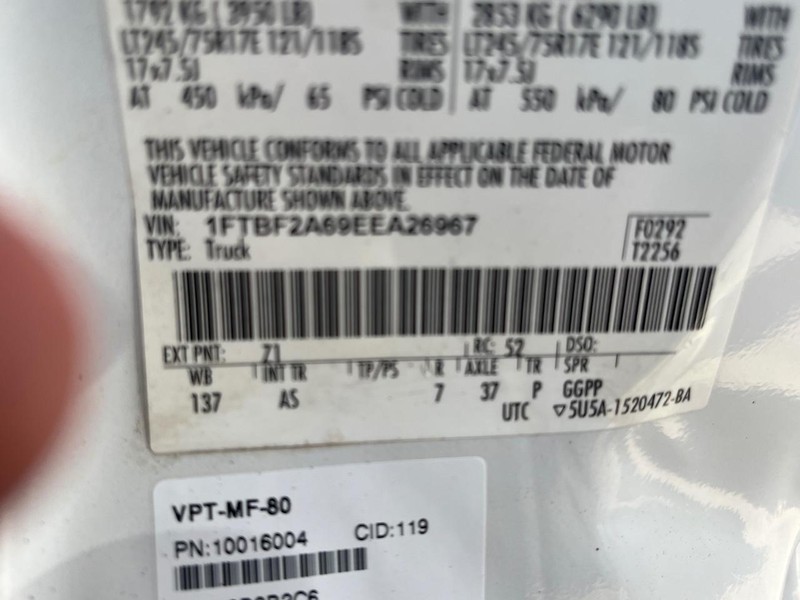 1792 KG ( 3950 LB) WITH 2853 KG ( 6290 LB) WITH
LT245/75R17E 121/118S TIRES LT245/75R17E 121/118S TIRES
17x7.5J RIMS 17x7.5J RIMS
AT 450 kPa/ 65 PSI COLD AT 550 kPa/ 80 PSI COLD
THIS VEHICLE CONFORMS TO ALL APPLICABLE FEDERAL MOTOR
VEHICLE SAFETY STANDARDS IN EFFECT ON THE DATE OF
MANUFACTURE SHOWN ABOVE.
VIN: 1FTBF2A69EEA26967 F0292
TYPE: Truck T2256
EXT PNT: Z1 RC: 52 DSO:
WB INT TR TP/PS R AXLE TR SPR
137 AS 7 37 P GGPP
UTC ▽5U5A-1520472-BA
VPT-MF-80
PN:10016004 CID:119